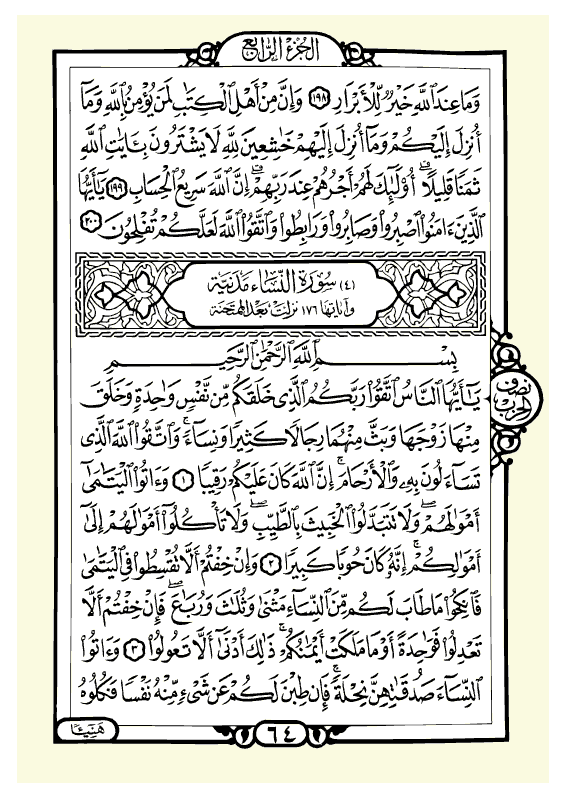 الجزء الرابع
وَمَا عِندَ ٱللَّهِ خَيْرٌ لِّلْأَبْرَارِ ١٩٨ وَإِنَّ مِنْ أَهْلِ ٱلْكِتَٰبِ لَمَن يُؤْمِنُ بِٱللَّهِ وَمَآ
أُنزِلَ إِلَيْكُمْ وَمَآ أُنزِلَ إِلَيْهِمْ خَٰشِعِينَ لِلَّهِ لَا يَشْتَرُونَ بِـَٔايَٰتِ ٱللَّهِ
ثَمَنًا قَلِيلًا ۚ أُو۟لَٰٓئِكَ لَهُمْ أَجْرُهُمْ عِندَ رَبِّهِمْ ۗ إِنَّ ٱللَّهَ سَرِيعُ ٱلْحِسَابِ ١٩٩ يَٰٓأَيُّهَا
ٱلَّذِينَ ءَامَنُوا۟ ٱصْبِرُوا۟ وَصَابِرُوا۟ وَرَابِطُوا۟ وَٱتَّقُوا۟ ٱللَّهَ لَعَلَّكُمْ تُفْلِحُونَ ٢٠٠
(٤) سورة النساء مدنية
وآياتها ١٧٦ نزلت بعد الممتحنة
بِسْمِ ٱللَّهِ ٱلرَّحْمَٰنِ ٱلرَّحِيمِ
يَٰٓأَيُّهَا ٱلنَّاسُ ٱتَّقُوا۟ رَبَّكُمُ ٱلَّذِى خَلَقَكُم مِّن نَّفْسٍ وَٰحِدَةٍ وَخَلَقَ
مِنْهَا زَوْجَهَا وَبَثَّ مِنْهُمَا رِجَالًا كَثِيرًا وَنِسَآءً ۚ وَٱتَّقُوا۟ ٱللَّهَ ٱلَّذِى
تَسَآءَلُونَ بِهِۦ وَٱلْأَرْحَامَ ۚ إِنَّ ٱللَّهَ كَانَ عَلَيْكُمْ رَقِيبًا ١ وَءَاتُوا۟ ٱلْيَتَٰمَىٰٓ
أَمْوَٰلَهُمْ ۖ وَلَا تَتَبَدَّلُوا۟ ٱلْخَبِيثَ بِٱلطَّيِّبِ ۖ وَلَا تَأْكُلُوٓا۟ أَمْوَٰلَهُمْ إِلَىٰٓ
أَمْوَٰلِكُمْ ۚ إِنَّهُۥ كَانَ حُوبًا كَبِيرًا ٢ وَإِنْ خِفْتُمْ أَلَّا تُقْسِطُوا۟ فِى ٱلْيَتَٰمَىٰ
فَٱنكِحُوا۟ مَا طَابَ لَكُم مِّنَ ٱلنِّسَآءِ مَثْنَىٰ وَثُلَٰثَ وَرُبَٰعَ ۖ فَإِنْ خِفْتُمْ أَلَّا
تَعْدِلُوا۟ فَوَٰحِدَةً أَوْ مَا مَلَكَتْ أَيْمَٰنُكُمْ ۚ ذَٰلِكَ أَدْنَىٰٓ أَلَّا تَعُولُوا۟ ٣ وَءَاتُوا۟
ٱلنِّسَآءَ صَدُقَٰتِهِنَّ نِحْلَةً ۚ فَإِن طِبْنَ لَكُمْ عَن شَىْءٍ مِّنْهُ نَفْسًا فَكُلُوهُ
نصف
الحزب
هَنِيٓـًٔا
٦٤